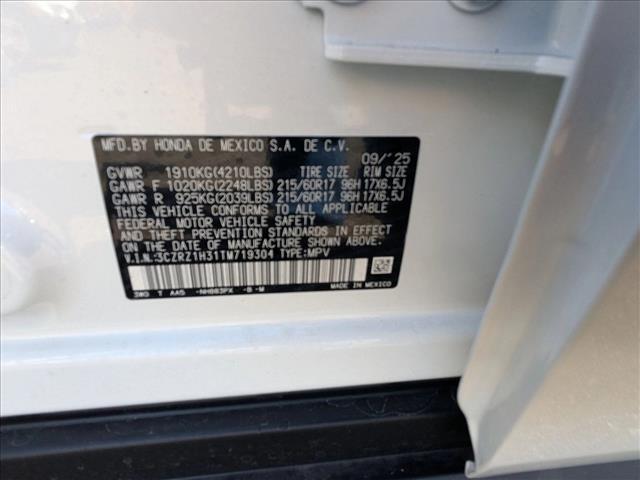 MFD.BY HONDA DE MEXICO S.A. DE C.V.
09/'25
GVWR 1910KG(4210LBS) TIRE SIZE RIM SIZE
GAWR F 1020KG(2248LBS) 215/60R17 96H 17X6.5J
GAWR R 925KG(2039LBS) 215/60R17 96H 17X6.5J
THIS VEHICLE CONFORMS TO ALL APPLICABLE
FEDERAL MOTOR VEHICLE SAFETY
AND THEFT PREVENTION STANDARDS IN EFFECT
ON THE DATE OF MANUFACTURE SHOWN ABOVE.
V.I.N.:3CZRZ1H31TM719304 TYPE:MPV
3W0 T AA5 -NH883PX -B-M MADE IN MEXICO